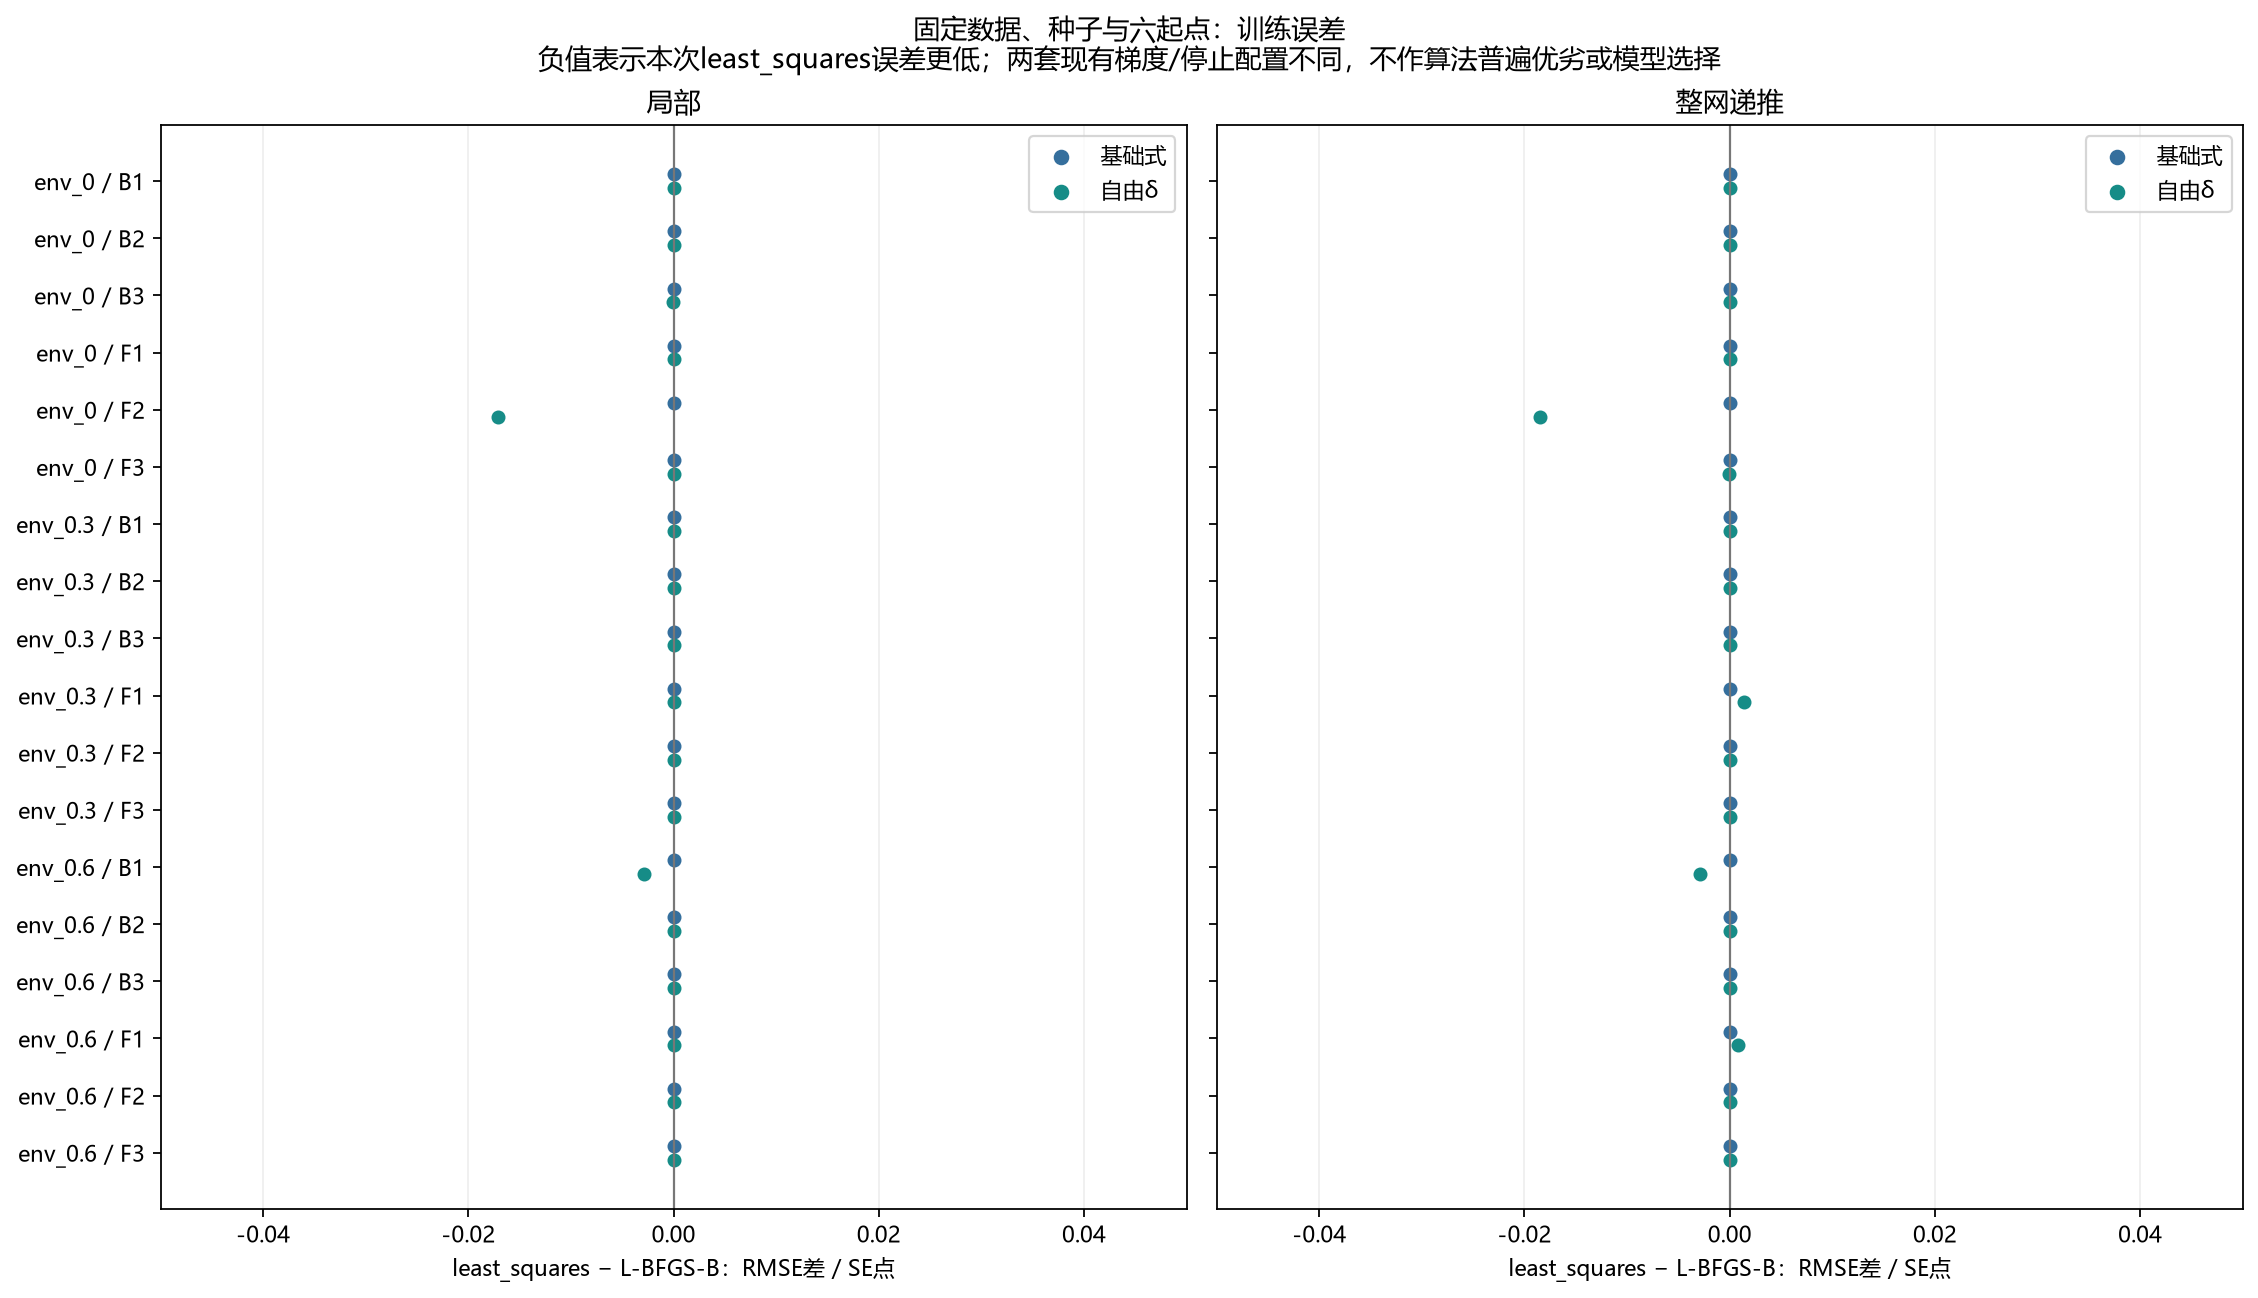 固定数据、种子与六起点：训练误差
负值表示本次least_squares误差更低；两套现有梯度/停止配置不同，不作算法普遍优劣或模型选择
局部
整网递推
基础式
自由δ
基础式
自由δ
env_0 / B1
env_0 / B2
env_0 / B3
env_0 / F1
env_0 / F2
env_0 / F3
env_0.3 / B1
env_0.3 / B2
env_0.3 / B3
env_0.3 / F1
env_0.3 / F2
env_0.3 / F3
env_0.6 / B1
env_0.6 / B2
env_0.6 / B3
env_0.6 / F1
env_0.6 / F2
env_0.6 / F3
-0.04 -0.02 0.00 0.02 0.04
-0.04 -0.02 0.00 0.02 0.04
least_squares − L-BFGS-B：RMSE差 / SE点
least_squares − L-BFGS-B：RMSE差 / SE点